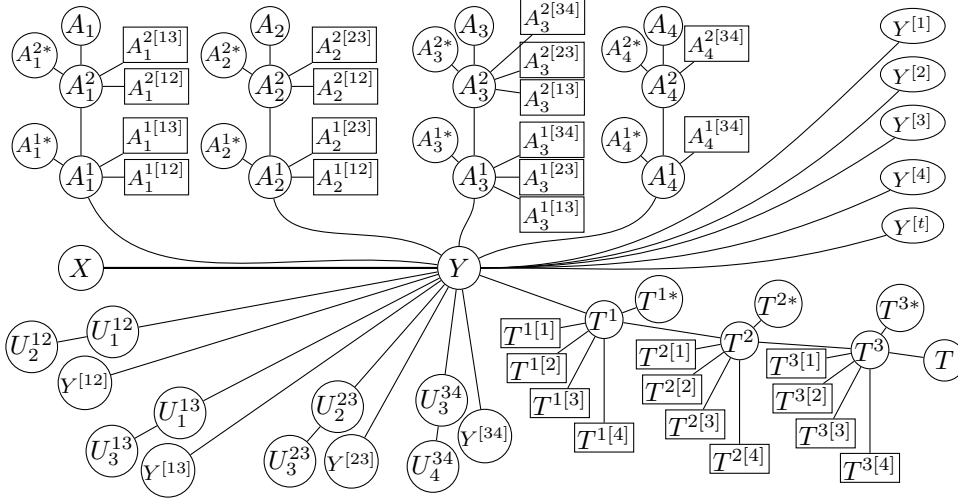 A_1 A_2 A_3 A_4 A_3^{2[34]} Y^{[1]}
A_1^{2*} A_1^{2[13]} A_2^{2*} A_2^{2[23]} A_3^{2*} A_3^{2[23]} A_4^{2*} A_4^{2[34]}
A_1^2 A_1^{2[12]} A_2^2 A_2^{2[12]} A_3^2 A_3^{2[13]} A_4^2 Y^{[2]}
A_1^{1*} A_1^{1[13]} A_2^{1*} A_2^{1[23]} A_3^{1*} A_3^{1[34]} A_4^{1*} A_4^{1[34]} Y^{[3]}
A_1^1 A_1^{1[12]} A_2^1 A_2^{1[12]} A_3^1 A_3^{1[23]} A_4^1 Y^{[4]}
A_3^{1[13]} Y^{[t]}
X Y
T^{1*} T^{2*} T^{3*}
U_2^{12} U_1^{12} T^{1[1]} T^1 T^{2[1]} T^2 T^{3[1]} T^3 T
Y^{[12]} T^{1[2]} T^{2[2]} T^{3[2]}
U_1^{13} U_2^{23} U_3^{34} T^{1[3]} T^{2[3]} T^{3[3]}
U_3^{13} Y^{[13]} U_3^{23} Y^{[23]} U_4^{34} Y^{[34]} T^{1[4]} T^{2[4]} T^{3[4]}